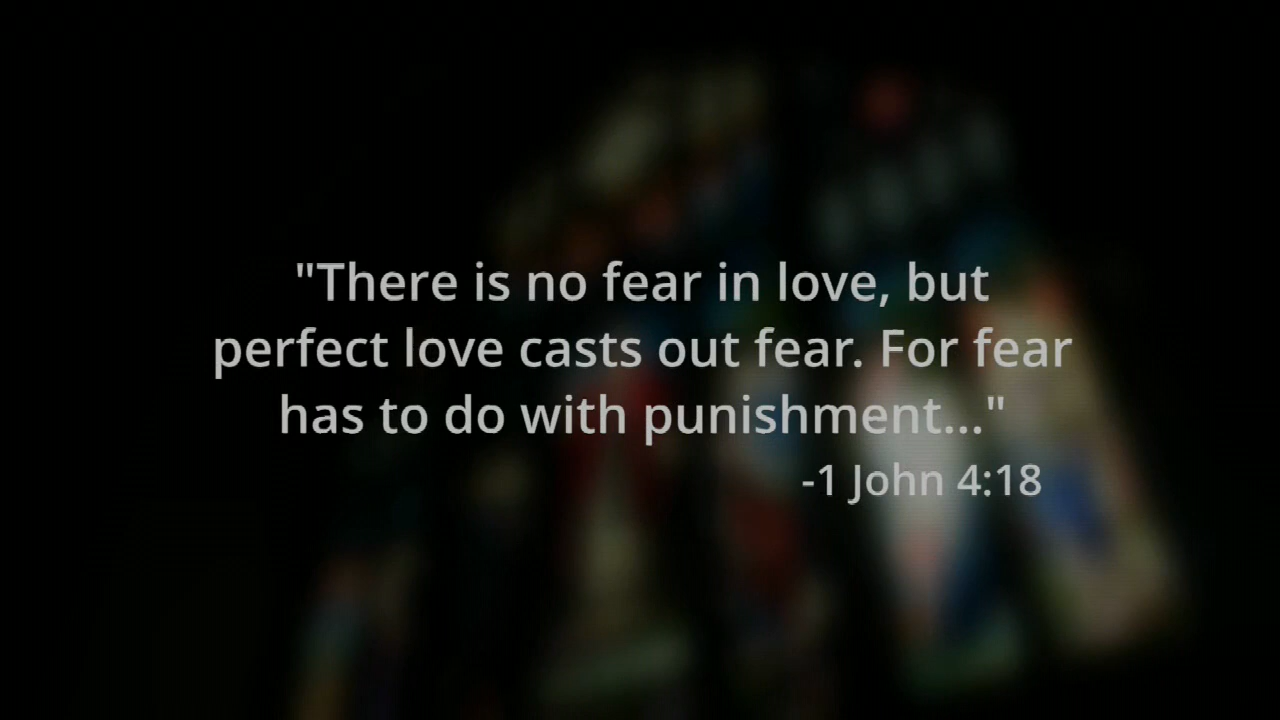 "There is no fear in love, but
perfect love casts out fear. For fear
has to do with punishment..."
-1 John 4:18